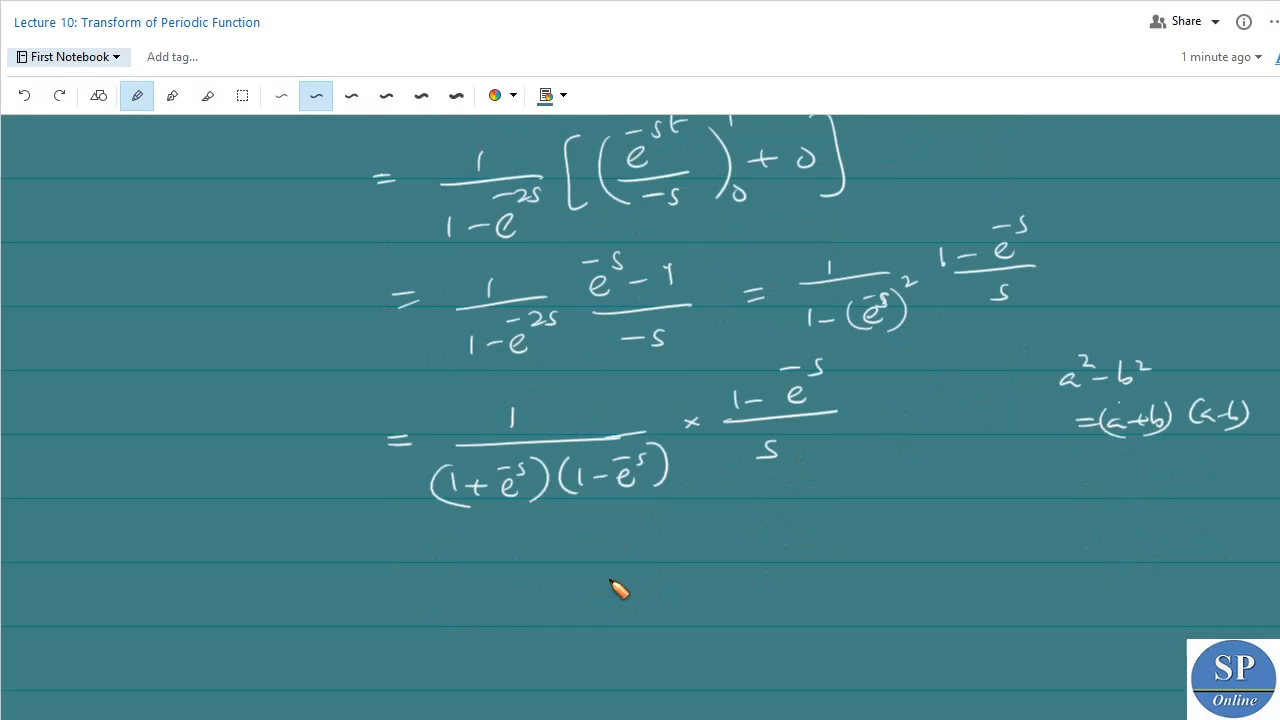 Lecture 10: Transform of Periodic Function
Share
First Notebook Add tag... 1 minute ago
= 1/(1-e^{-2s}) [(e^{-st}/-s)_0^1 + 0]
= 1/(1-e^{-2s}) (e^{-s}-1)/(-s) = 1/(1-(e^{-s})^2) (1-e^{-s})/s
= 1/((1+e^{-s})(1-e^{-s})) × (1-e^{-s})/s
a^2-b^2
=(a+b)(a-b)
SP
Online